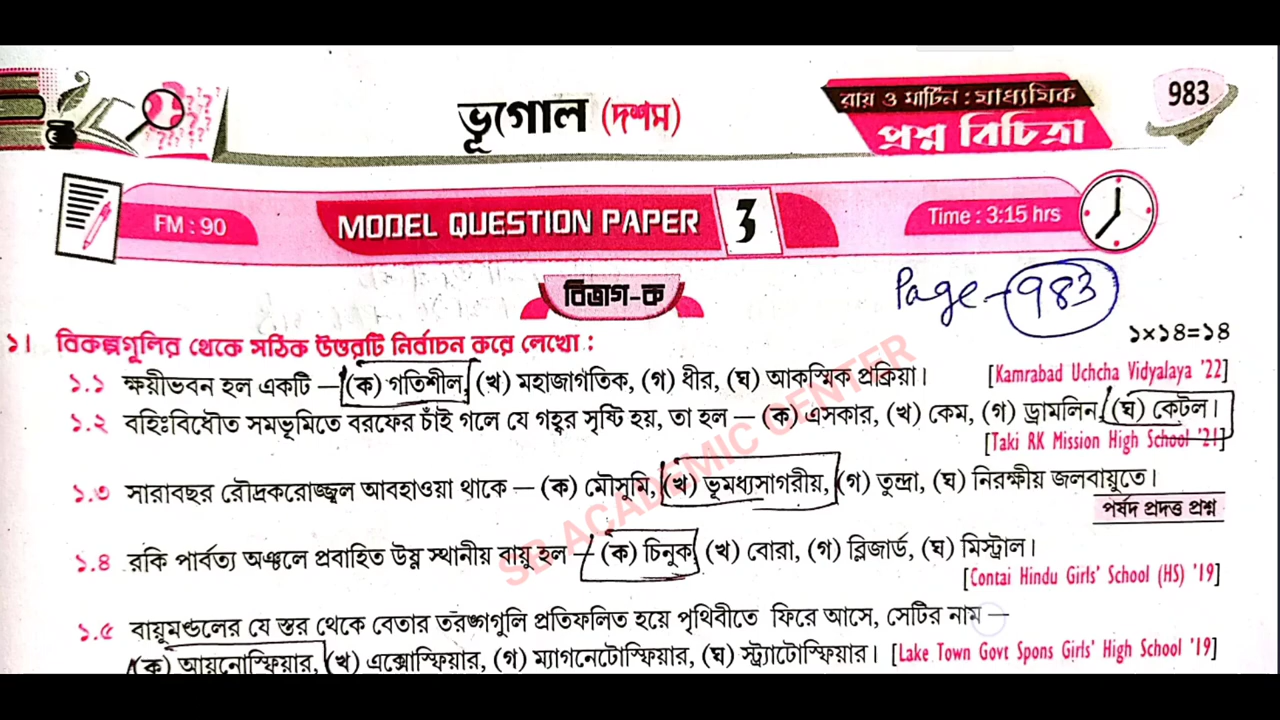 ভূগোল (দশম)
রায় ও মার্টিন : মাধ্যমিক
প্রশ্ন বিচিত্রা
983
FM : 90
MODEL QUESTION PAPER 3
Time : 3:15 hrs
বিভাগ-ক
Page - 983
১। বিকল্পগুলির থেকে সঠিক উত্তরটি নির্বাচন করে লেখো : ১×১৪=১৪
১.১ ক্ষয়ীভবন হল একটি — (ক) গতিশীল, (খ) মহাজাগতিক, (গ) ধীর, (ঘ) আকস্মিক প্রক্রিয়া। [Kamrabad Uchcha Vidyalaya '22]
১.২ বহিঃবিধৌত সমভূমিতে বরফের চাঁই গলে যে গহ্বর সৃষ্টি হয়, তা হল — (ক) এসকার, (খ) কেম, (গ) ড্রামলিন, (ঘ) কেটল।
[Taki RK Mission High School '21]
১.৩ সারাবছর রৌদ্রকরোজ্জ্বল আবহাওয়া থাকে — (ক) মৌসুমি, (খ) ভূমধ্যসাগরীয়, (গ) তুন্দ্রা, (ঘ) নিরক্ষীয় জলবায়ুতে।
পর্ষদ প্রদত্ত প্রশ্ন
১.৪ রকি পার্বত্য অঞ্চলে প্রবাহিত উষ্ণ স্থানীয় বায়ু হল — (ক) চিনুক, (খ) বোরা, (গ) ব্লিজার্ড, (ঘ) মিস্ট্রাল।
[Contai Hindu Girls' School (HS) '19]
১.৫ বায়ুমণ্ডলের যে স্তর থেকে বেতার তরঙ্গগুলি প্রতিফলিত হয়ে পৃথিবীতে ফিরে আসে, সেটির নাম —
(ক) আয়নোস্ফিয়ার, (খ) এক্সোস্ফিয়ার, (গ) ম্যাগনেটোস্ফিয়ার, (ঘ) স্ট্র্যাটোস্ফিয়ার। [Lake Town Govt Spons Girls' High School '19]
SB ACADEMIC CENTER